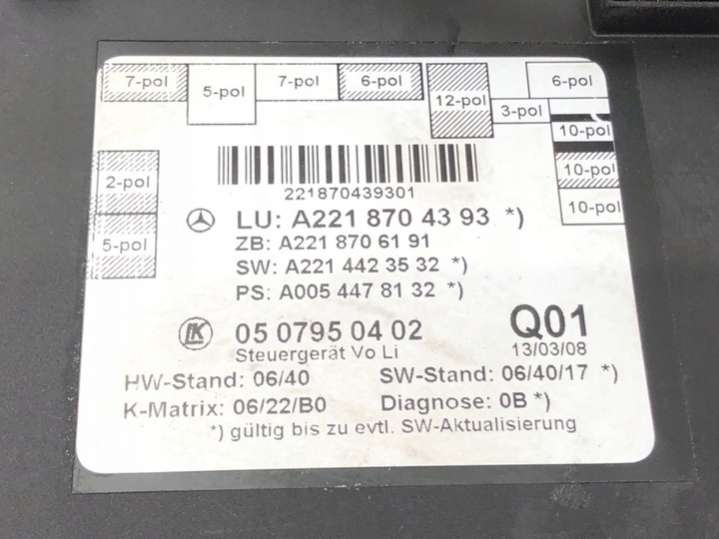 7-pol
5-pol
7-pol
6-pol
12-pol
3-pol
6-pol
10-pol
10-pol
10-pol
2-pol
5-pol
221870439301
LU: A221 870 43 93 *)
ZB: A221 870 61 91
SW: A221 442 35 32 *)
PS: A005 447 81 32 *)
LK 05 0795 04 02
Q01
Steuergerät Vo Li
13/03/08
HW-Stand: 06/40 SW-Stand: 06/40/17 *)
K-Matrix: 06/22/B0 Diagnose: 0B *)
*) gültig bis zu evtl. SW-Aktualisierung